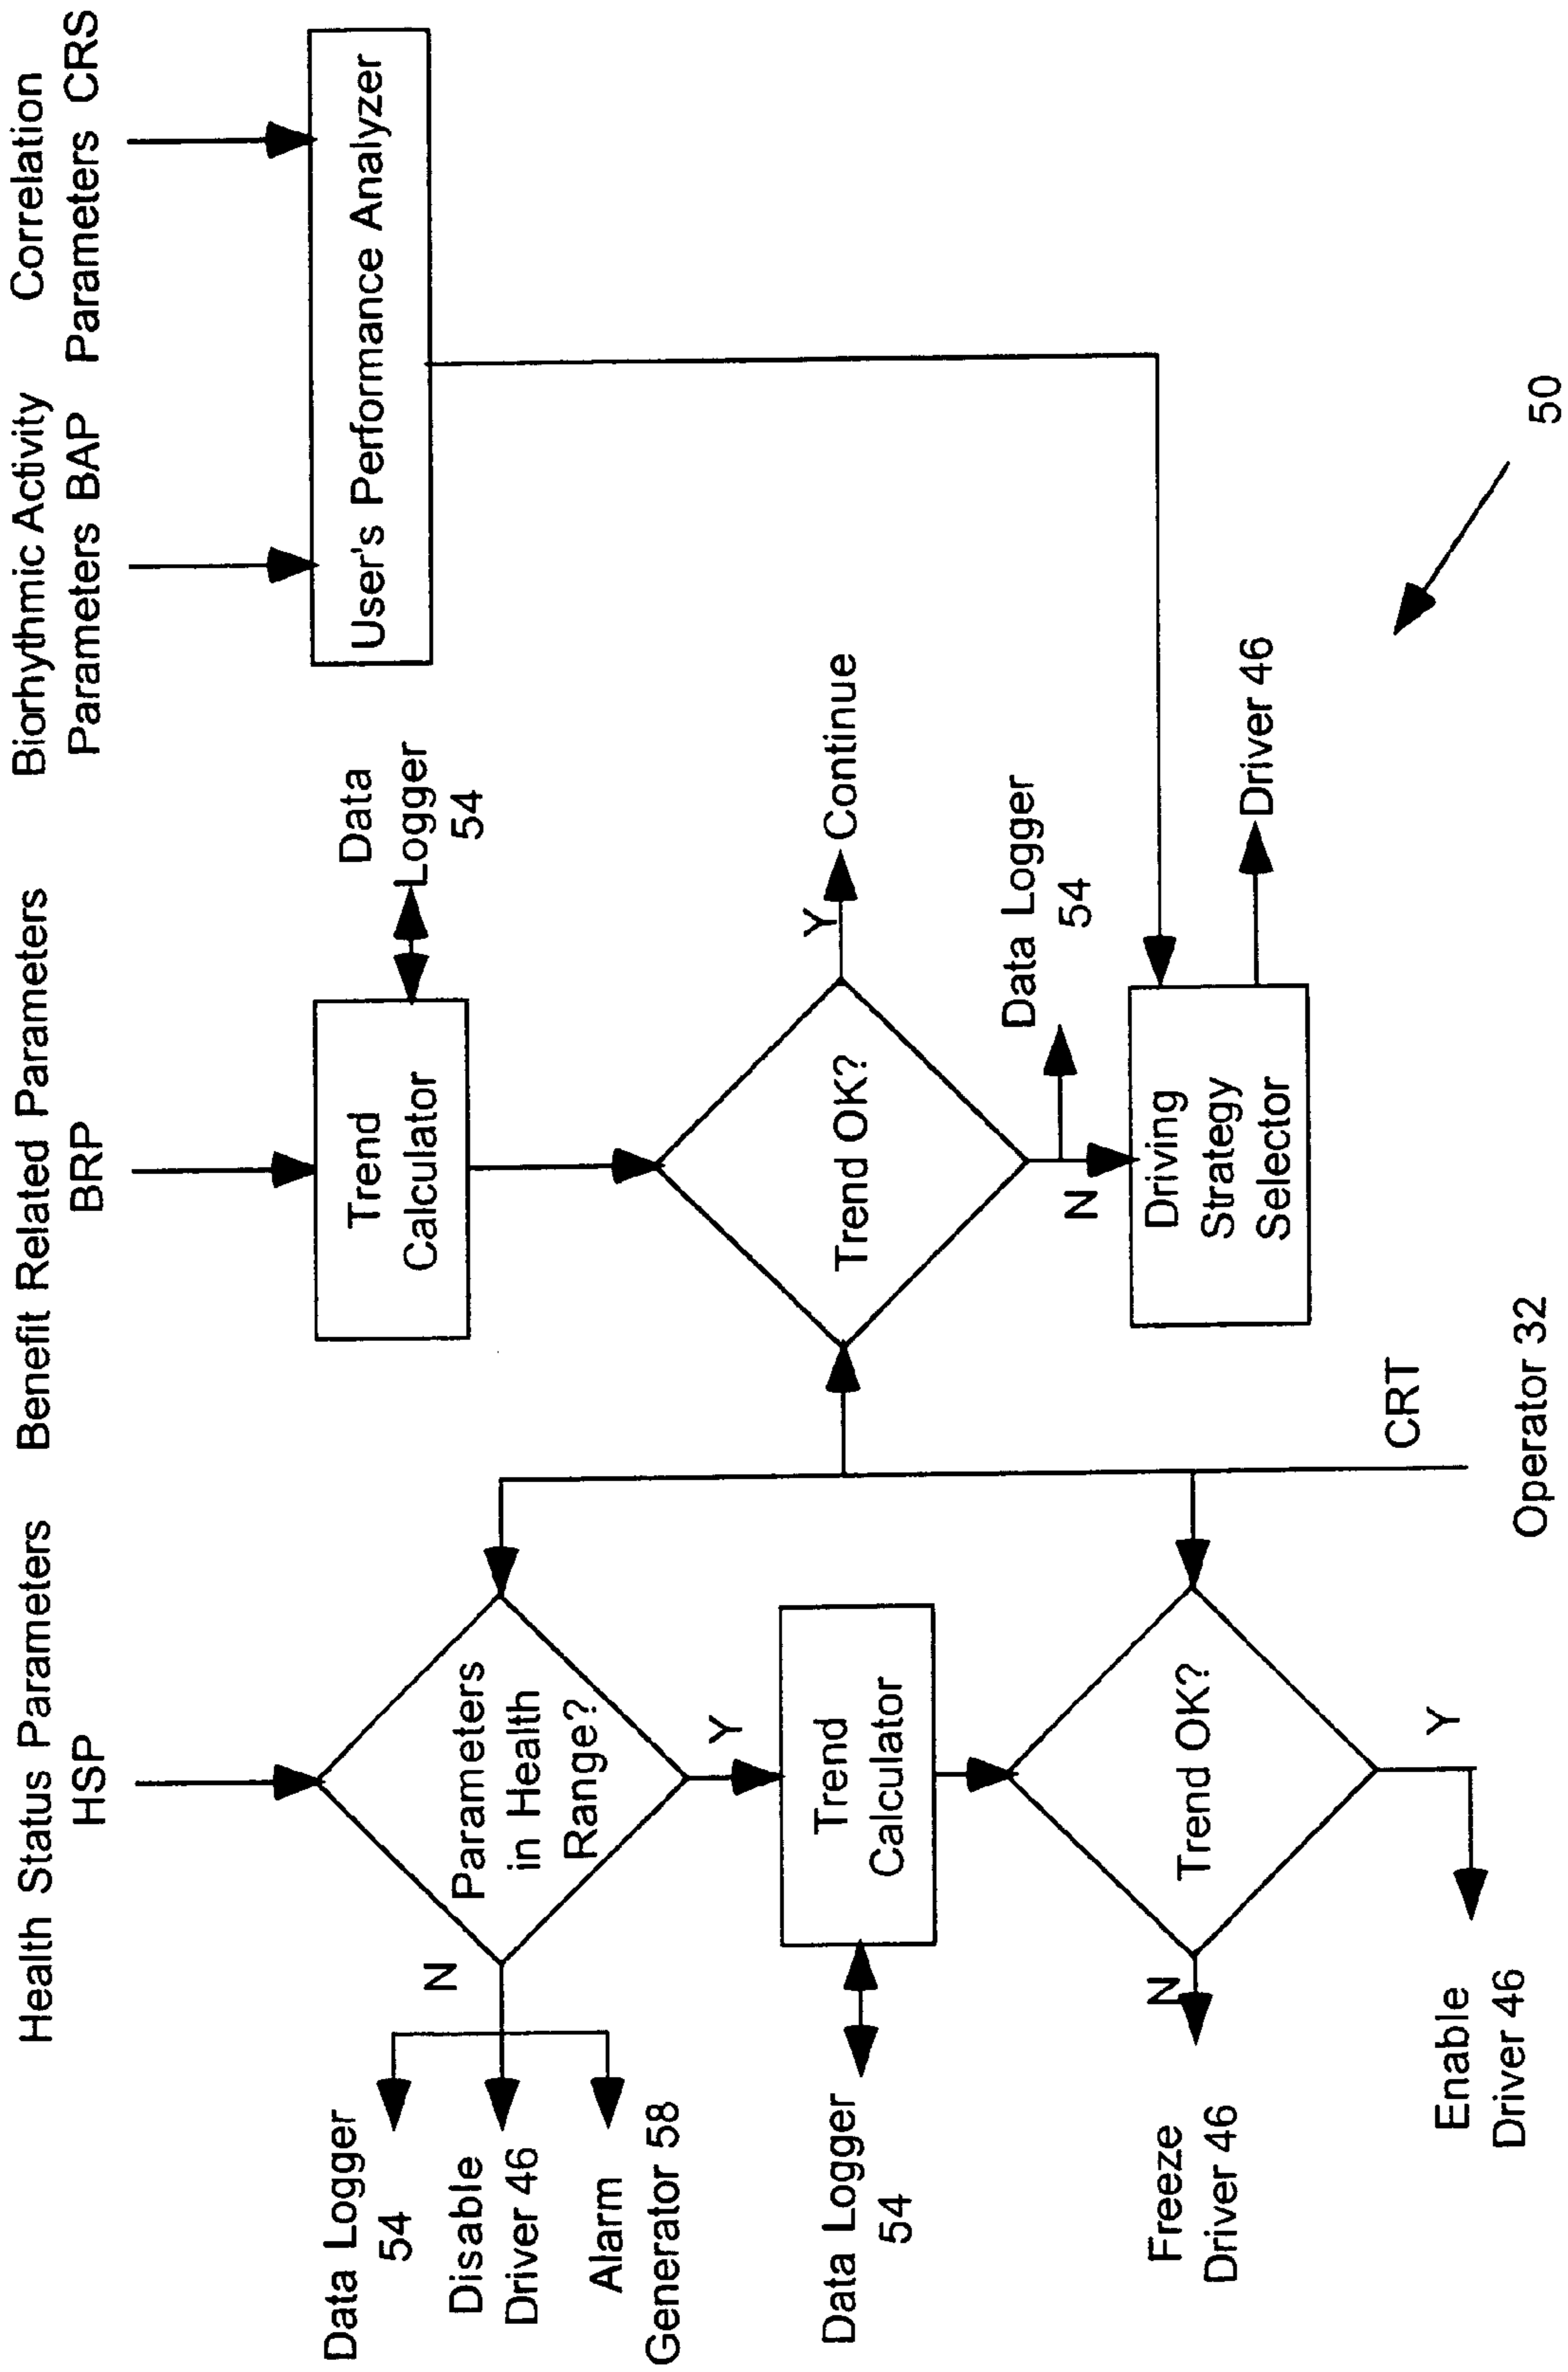 Health Status Parameters
HSP
Benefit Related Parameters
BRP
Biorhythmic Activity
Parameters BAP
Correlation
Parameters CRS
Parameters
in Health
Range?
N
Y
Data Logger
54
Disable
Driver 46
Alarm
Generator 58
Trend
Calculator
Data Logger
54
Trend OK?
N
Y
Freeze
Driver 46
Enable
Driver 46
Trend
Calculator
Data
Logger
54
Trend OK?
Y
Continue
N
Data Logger
54
Driving
Strategy
Selector
Driver 46
User's Performance Analyzer
CRT
Operator 32
50